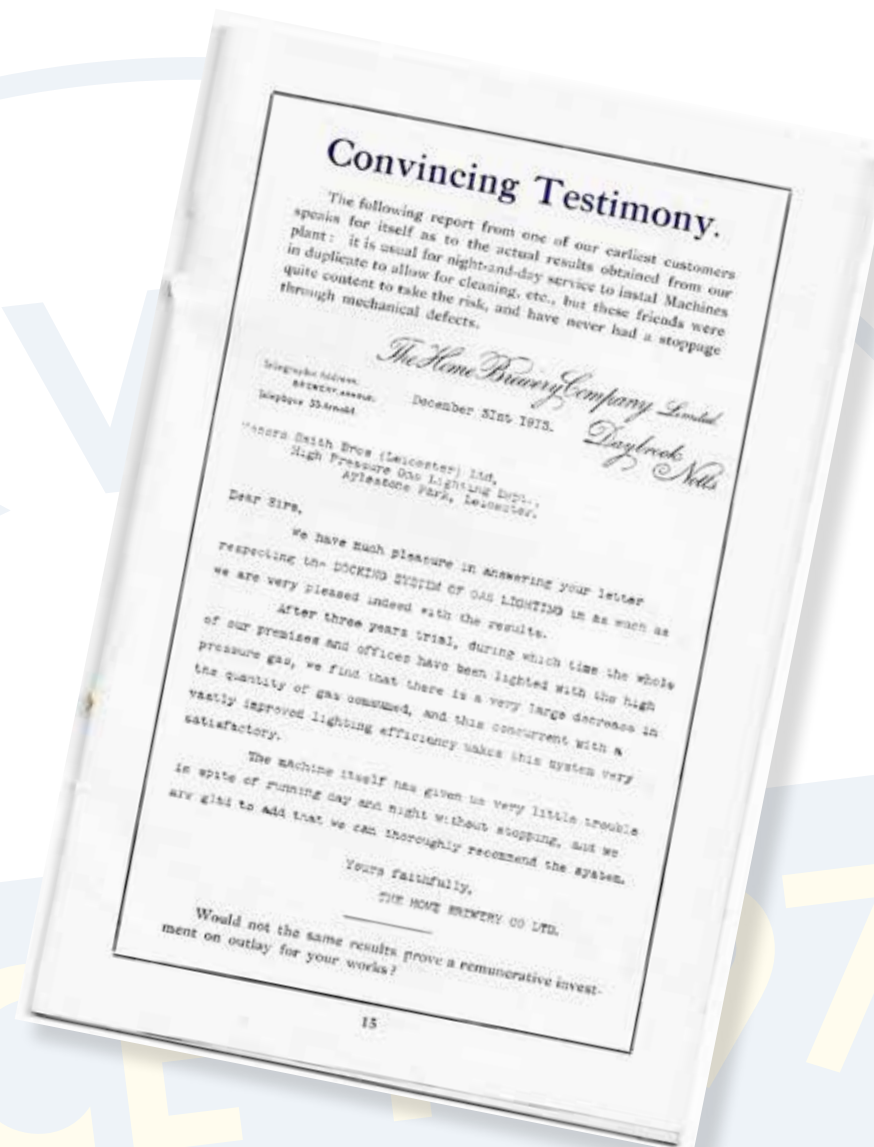 Convincing Testimony.
The following report from one of our earliest customers
speaks for itself as to the actual results obtained from our
plant: it is usual for night-and-day service to instal Machines
in duplicate to allow for cleaning, etc., but these friends were
quite content to take the risk, and have never had a stoppage
through mechanical defects.
The Home Brewery Company Limited
Daybrook
Notts
Telegraphic Address,
Telephone 33 Arnold.
December 31st, 1913.
Messrs Smith Bros (Leicester) Ltd,
High Pressure Gas Lighting Dept.,
Aylestone Park, Leicester.
Dear Sirs,
We have much pleasure in answering your letter
respecting the DOCKING SYSTEM OF GAS LIGHTING in as much as
we are very pleased indeed with the results.
After three years trial, during which time the whole
of our premises and offices have been lighted with the high
pressure gas, we find that there is a very large decrease in
the quantity of gas consumed, and this concurrent with a
vastly improved lighting efficiency makes this system very
satisfactory.
The machine itself has given us very little trouble
in spite of running day and night without stopping, and we
are glad to add that we can thoroughly recommend the system.
Yours faithfully,
THE HOME BREWERY CO LTD.
Would not the same results prove a remunerative invest-
ment on outlay for your works?
15